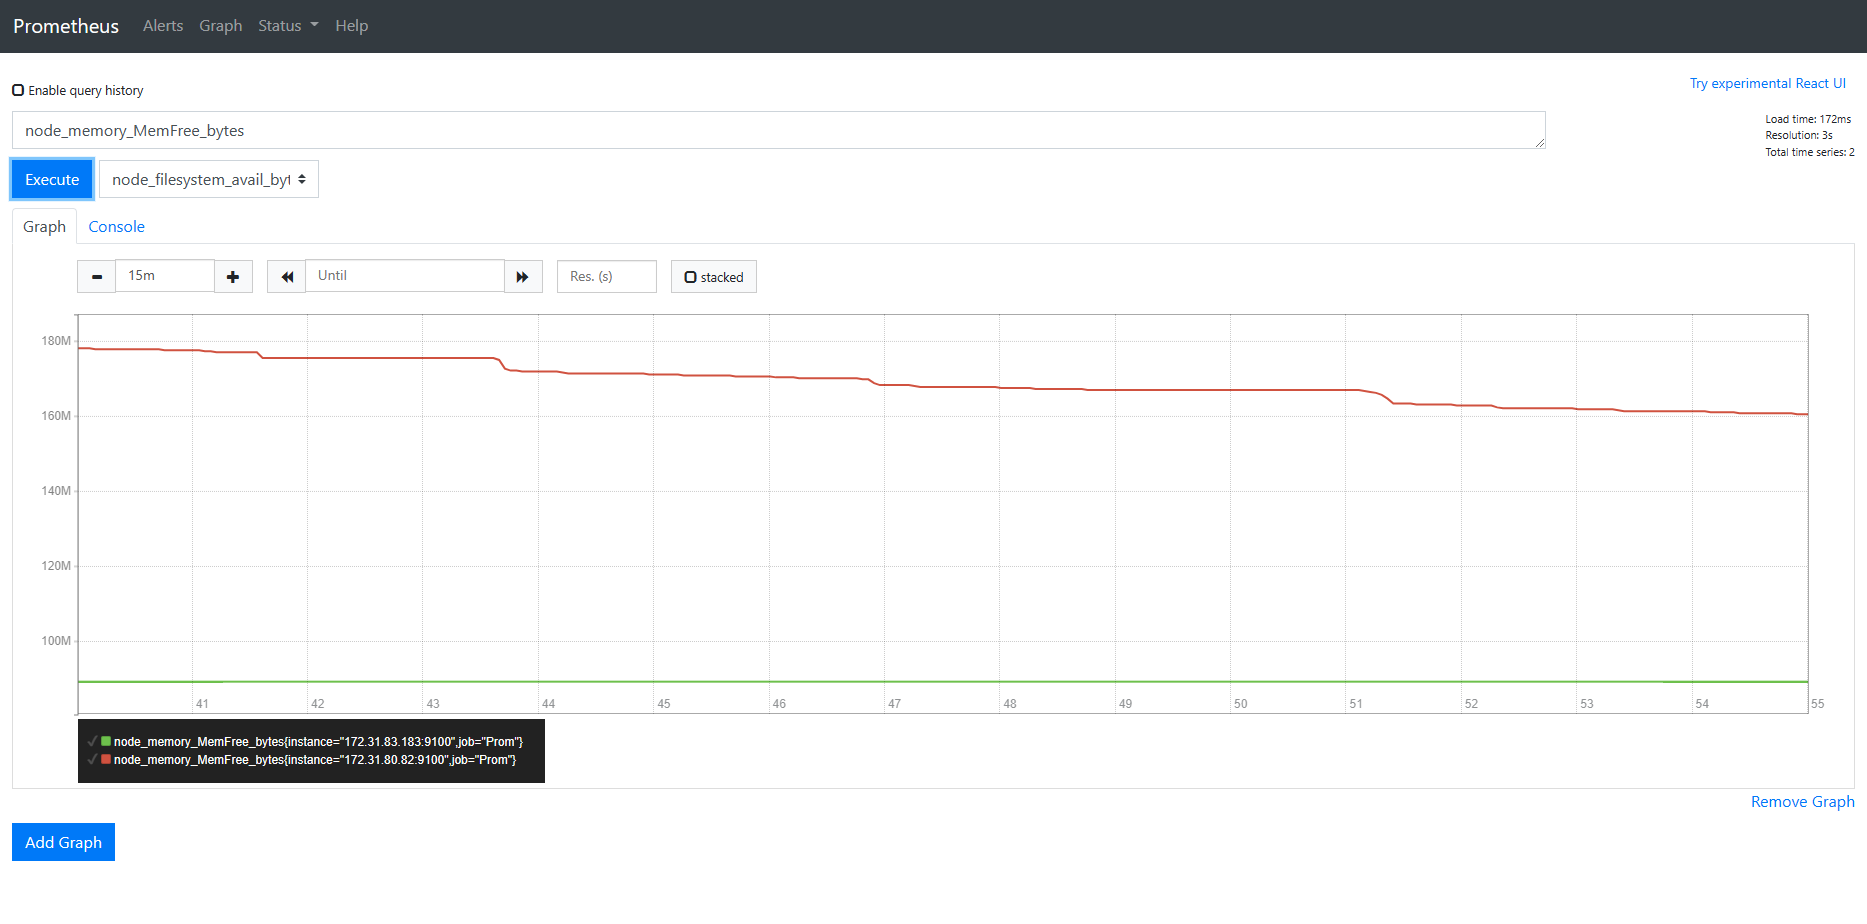 Prometheus Alerts Graph Status Help
Enable query history
Try experimental React UI
node_memory_MemFree_bytes
Load time: 172ms
Resolution: 3s
Total time series: 2
Execute node_filesystem_avail_byt
Graph Console
15m Until Res. (s) stacked
180M
160M
140M
120M
100M
41 42 43 44 45 46 47 48 49 50 51 52 53 54 55
node_memory_MemFree_bytes{instance="172.31.83.183:9100",job="Prom"}
node_memory_MemFree_bytes{instance="172.31.80.82:9100",job="Prom"}
Remove Graph
Add Graph